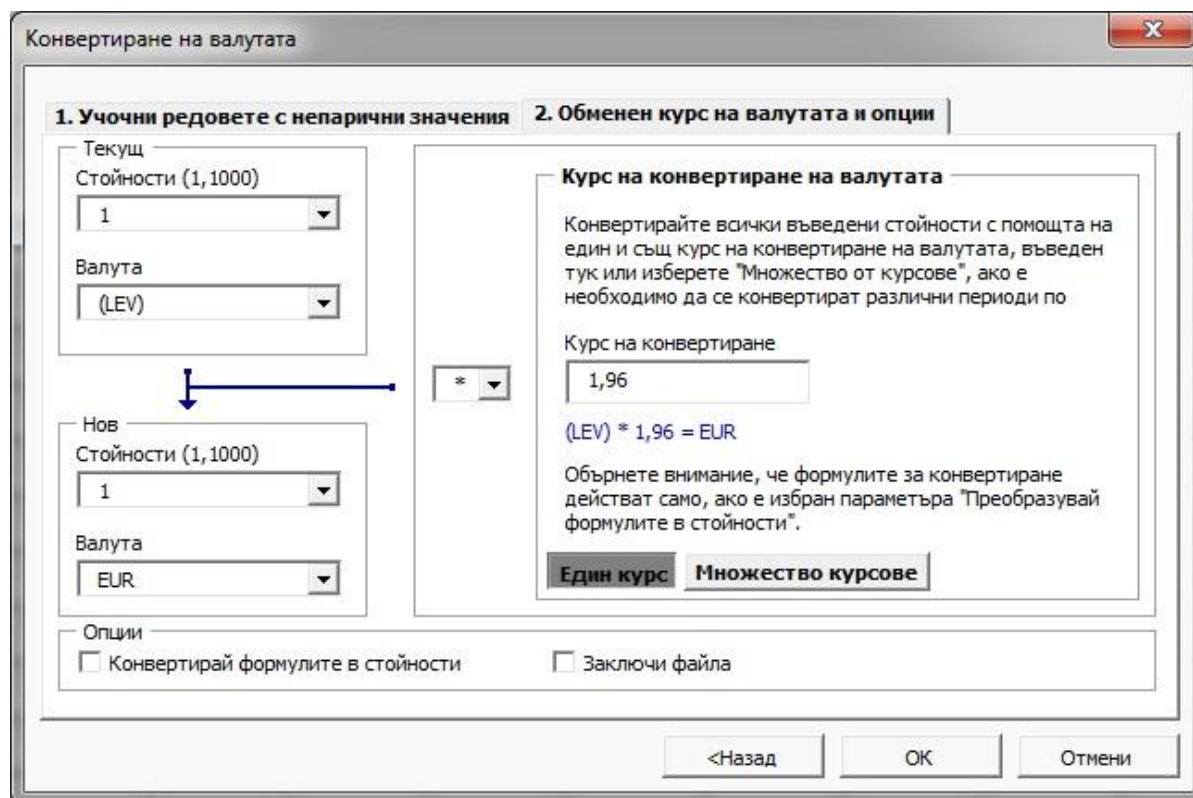 Конвертиране на валутата
1. Учочни редовете с непарични значения
2. Обменен курс на валутата и опции
Текущ
Стойности (1,1000)
1
Валута
(LEV)
Нов
Стойности (1,1000)
1
Валута
EUR
*
Курс на конвертиране на валутата
Конвертирайте всички въведени стойности с помощта на
един и същ курс на конвертиране на валутата, въведен
тук или изберете "Множество от курсове", ако е
необходимо да се конвертират различни периоди по
Курс на конвертиране
1,96
(LEV) * 1,96 = EUR
Обърнете внимание, че формулите за конвертиране
действат само, ако е избран параметъра "Преобразувай
формулите в стойности".
Един курс Множество курсове
Опции
Конвертирай формулите в стойности Заключи файла
<Назад OK Отмени